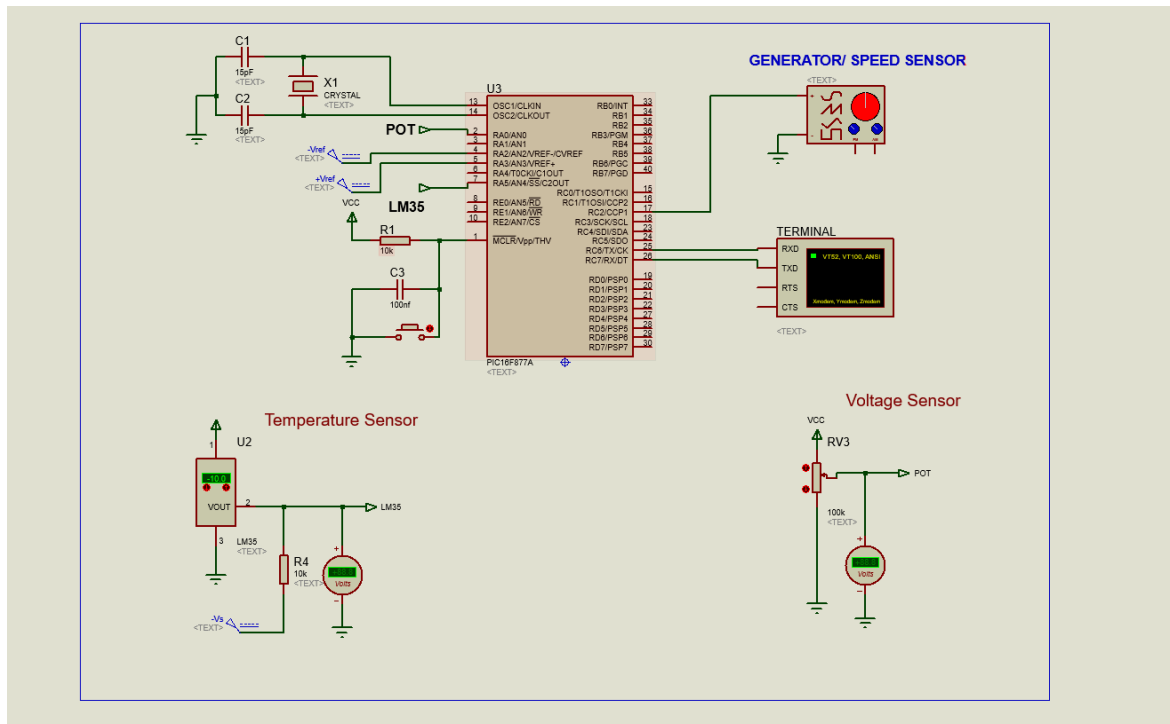 GENERATOR/ SPEED SENSOR
<TEXT>
C1
15pF
<TEXT>
X1
CRYSTAL
<TEXT>
C2
15pF
<TEXT>
U3
13 OSC1/CLKIN
14 OSC2/CLKOUT
2 RA0/AN0
3 RA1/AN1
4 RA2/AN2/VREF-/CVREF
5 RA3/AN3/VREF+
6 RA4/T0CKI/C1OUT
7 RA5/AN4/SS/C2OUT
8 RE0/AN5/RD
9 RE1/AN6/WR
10 RE2/AN7/CS
1 MCLR/Vpp/THV
RB0/INT 33
RB1 34
RB2 35
RB3/PGM 36
RB4 37
RB5 38
RB6/PGC 39
RB7/PGD 40
RC0/T1OSO/T1CKI 15
RC1/T1OSI/CCP2 16
RC2/CCP1 17
RC3/SCK/SCL 18
RC4/SDI/SDA 23
RC5/SDO 24
RC6/TX/CK 25
RC7/RX/DT 26
RD0/PSP0 19
RD1/PSP1 20
RD2/PSP2 21
RD3/PSP3 22
RD4/PSP4 27
RD5/PSP5 28
RD6/PSP6 29
RD7/PSP7 30
PIC16F877A
<TEXT>
POT
-Vref
<TEXT>
+Vref
<TEXT>
LM35
VCC
R1
10k
C3
100nf
TERMINAL
RXD
TXD
RTS
CTS
VT52, VT100, ANSI
Xmodem, Ymodem, Zmodem
<TEXT>
Temperature Sensor
U2
1
-10.0
VOUT
2
3
LM35
<TEXT>
LM35
R4
10k
<TEXT>
Volts
-Vs
<TEXT>
Voltage Sensor
VCC
RV3
100k
<TEXT>
POT
Volts